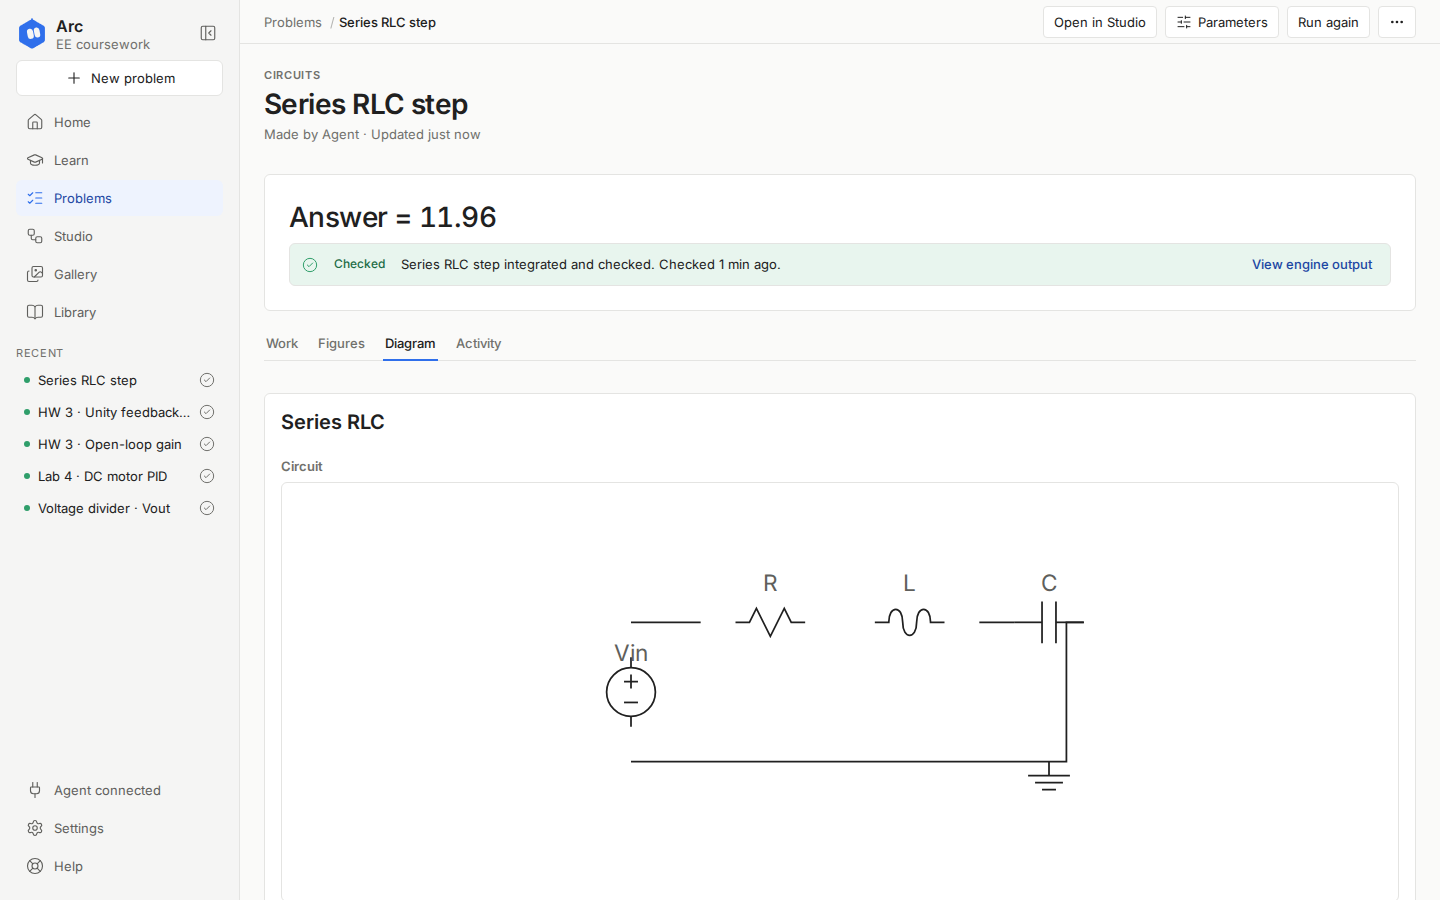 Arc
EE coursework
New problem
Home
Learn
Problems
Studio
Gallery
Library
RECENT
Series RLC step
HW 3 · Unity feedback...
HW 3 · Open-loop gain
Lab 4 · DC motor PID
Voltage divider · Vout
Agent connected
Settings
Help
Problems / Series RLC step
Open in Studio
Parameters
Run again
CIRCUITS
Series RLC step
Made by Agent · Updated just now
Answer = 11.96
Checked Series RLC step integrated and checked. Checked 1 min ago. View engine output
Work Figures Diagram Activity
Series RLC
Circuit
R L C
Vin